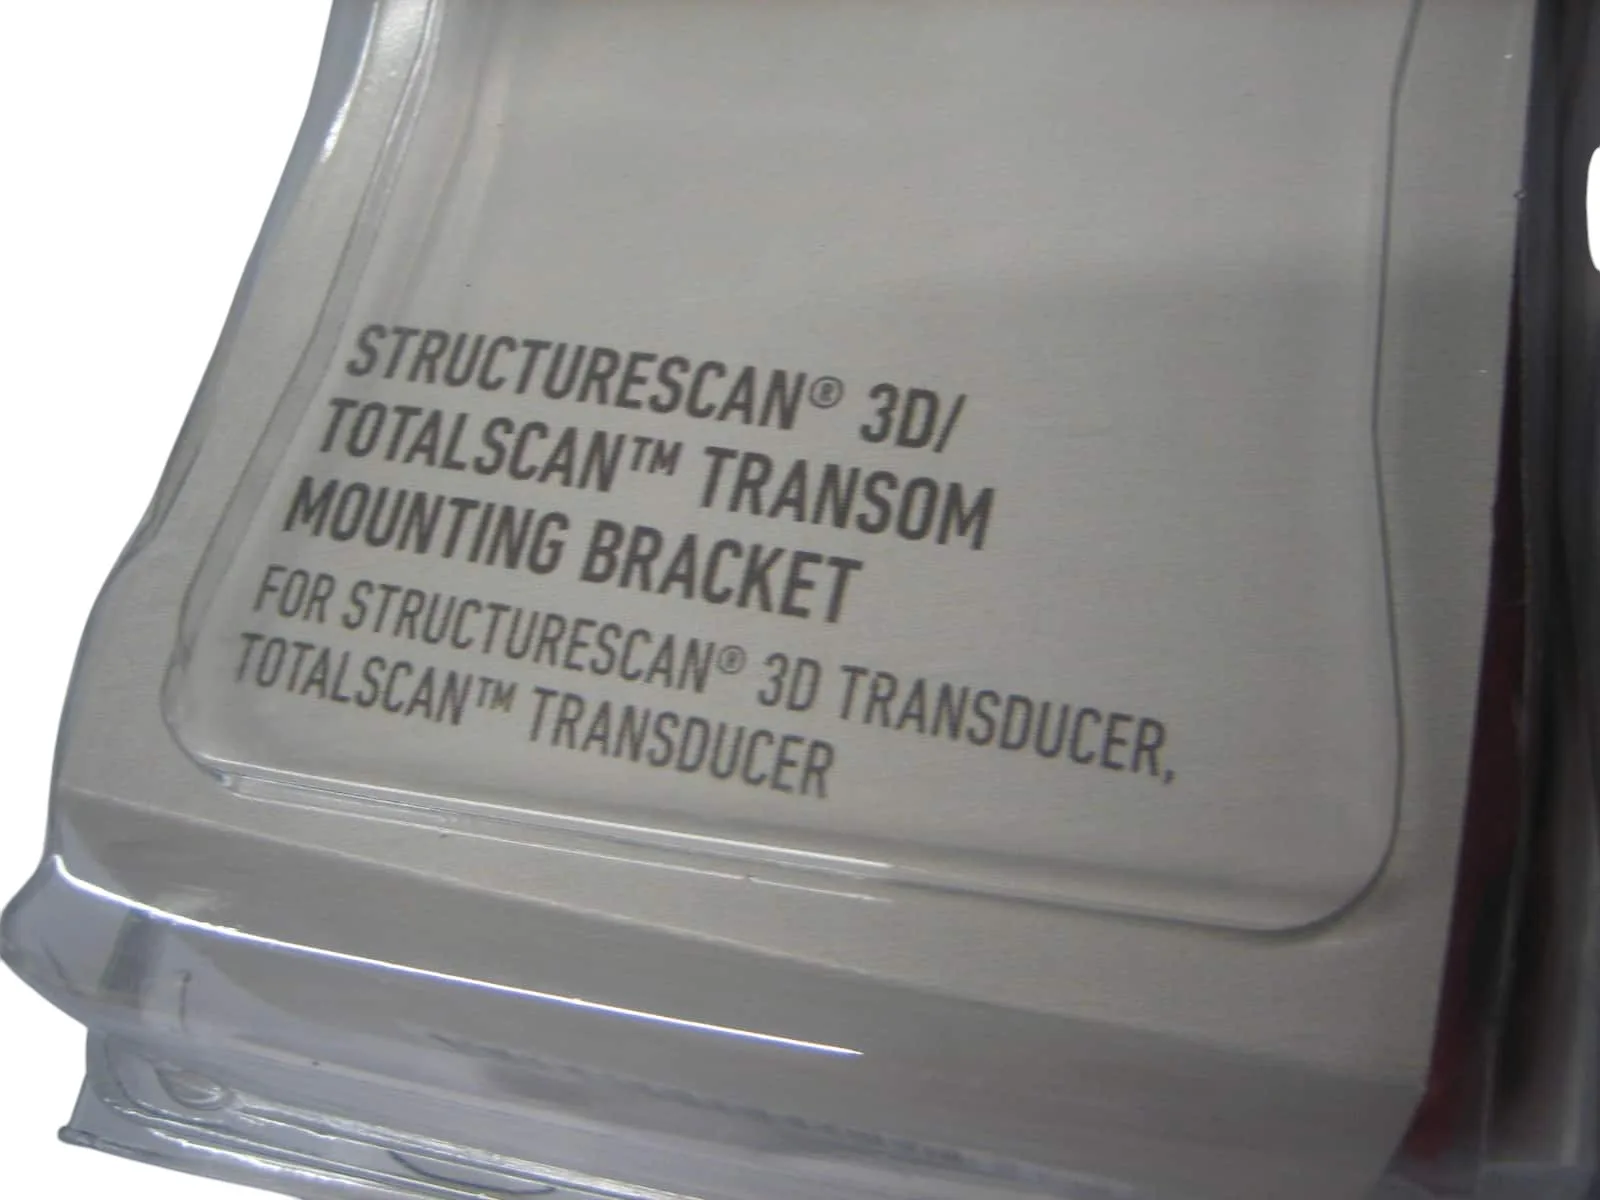 STRUCTURESCAN® 3D/
TOTALSCAN™ TRANSOM
MOUNTING BRACKET
FOR STRUCTURESCAN® 3D TRANSDUCER,
TOTALSCAN™ TRANSDUCER